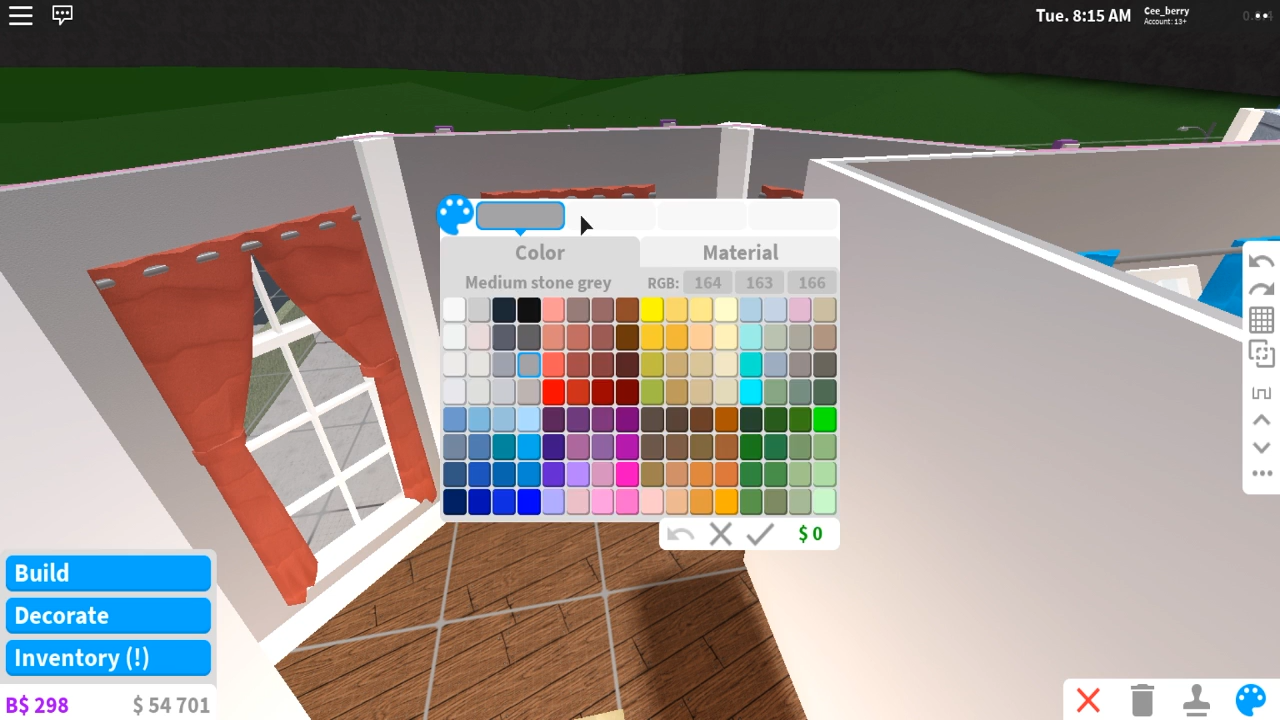 Tue. 8:15 AM
Cee_berry
Account: 13+
Color
Material
Medium stone grey
RGB: 164 163 166
$ 0
Build
Decorate
Inventory (!)
B$ 298
$ 54 701